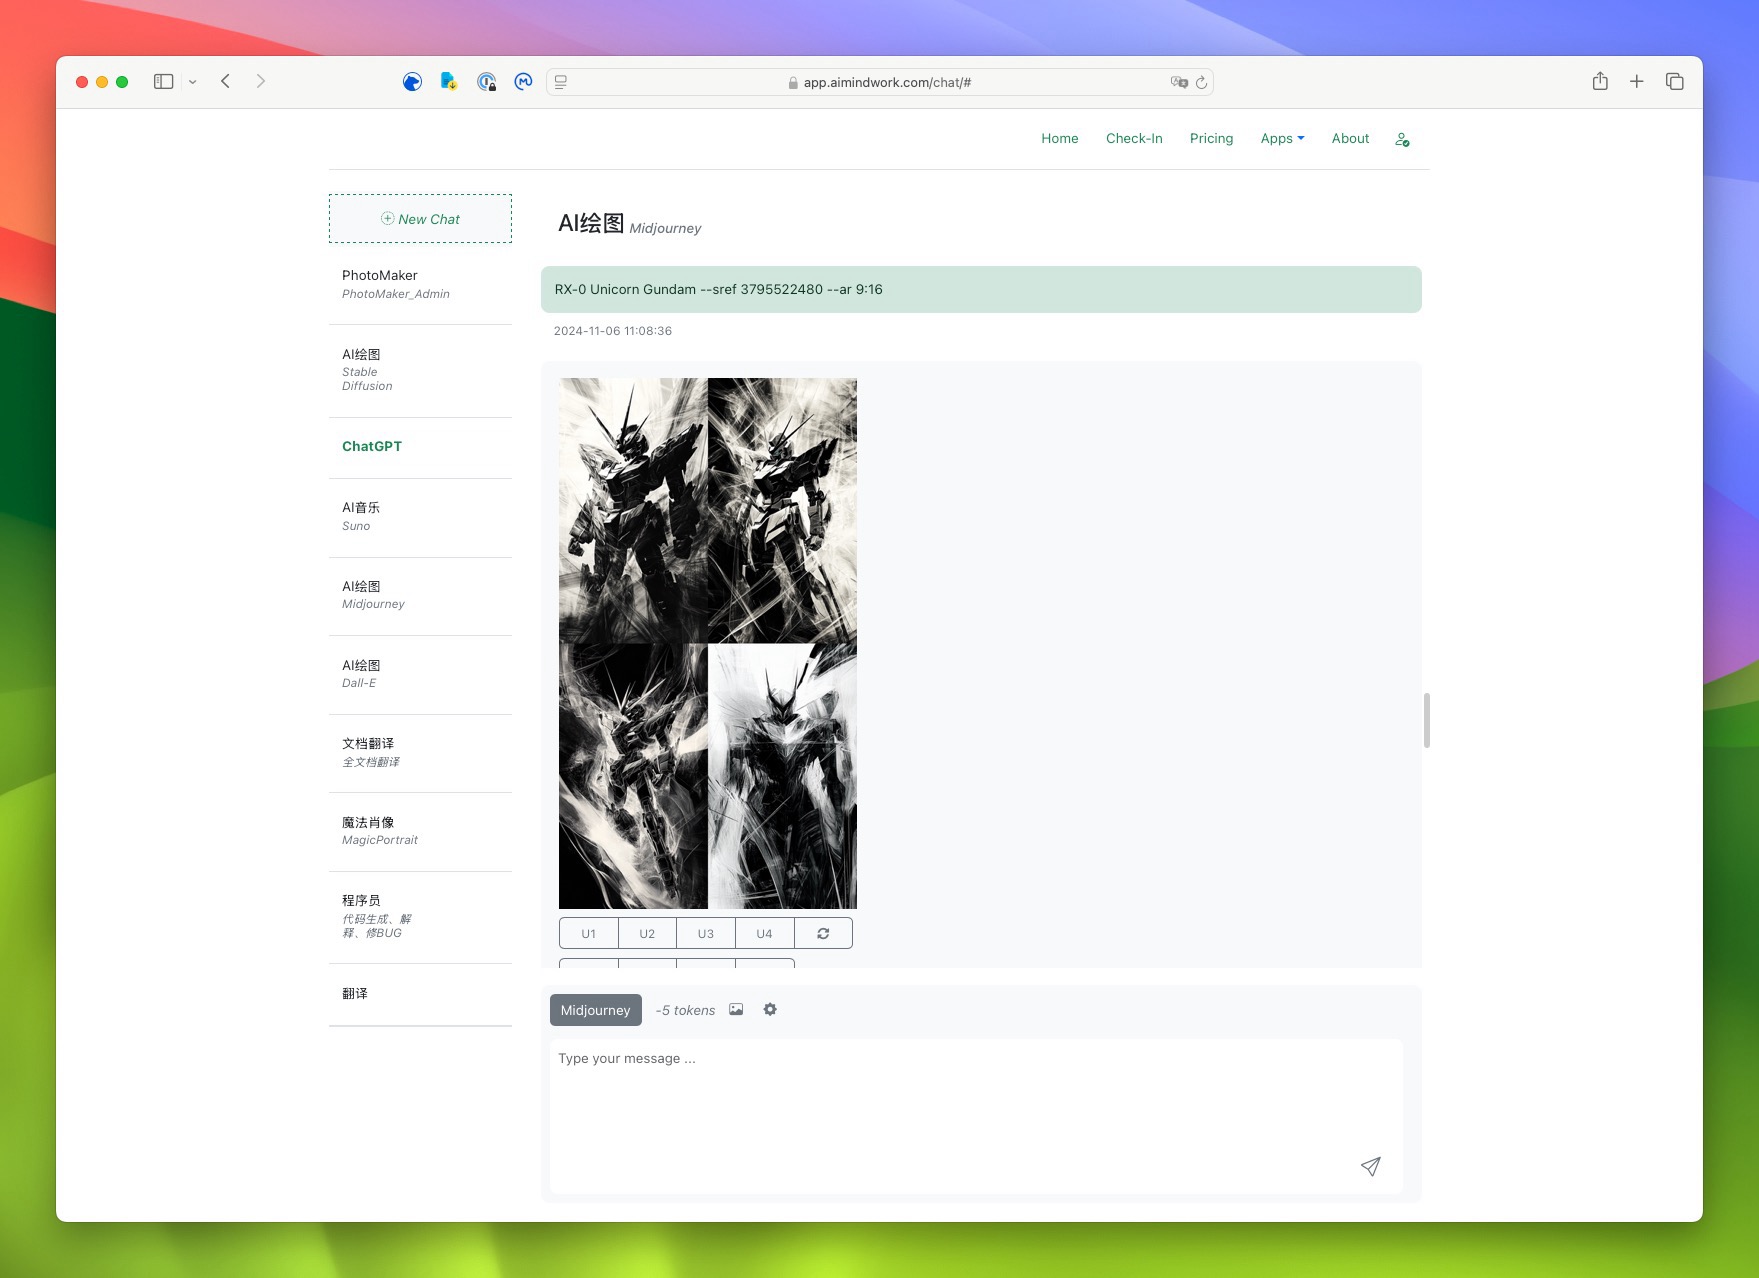 app.aimindwork.com/chat/#
Home Check-In Pricing Apps About
New Chat
PhotoMaker
PhotoMaker_Admin
AI绘图
Stable
Diffusion
ChatGPT
AI音乐
Suno
AI绘图
Midjourney
AI绘图
Dall-E
文档翻译
全文档翻译
魔法肖像
MagicPortrait
程序员
代码生成、解
释、修BUG
翻译
AI绘图 Midjourney
RX-0 Unicorn Gundam --sref 3795522480 --ar 9:16
2024-11-06 11:08:36
U1 U2 U3 U4
Midjourney -5 tokens
Type your message ...